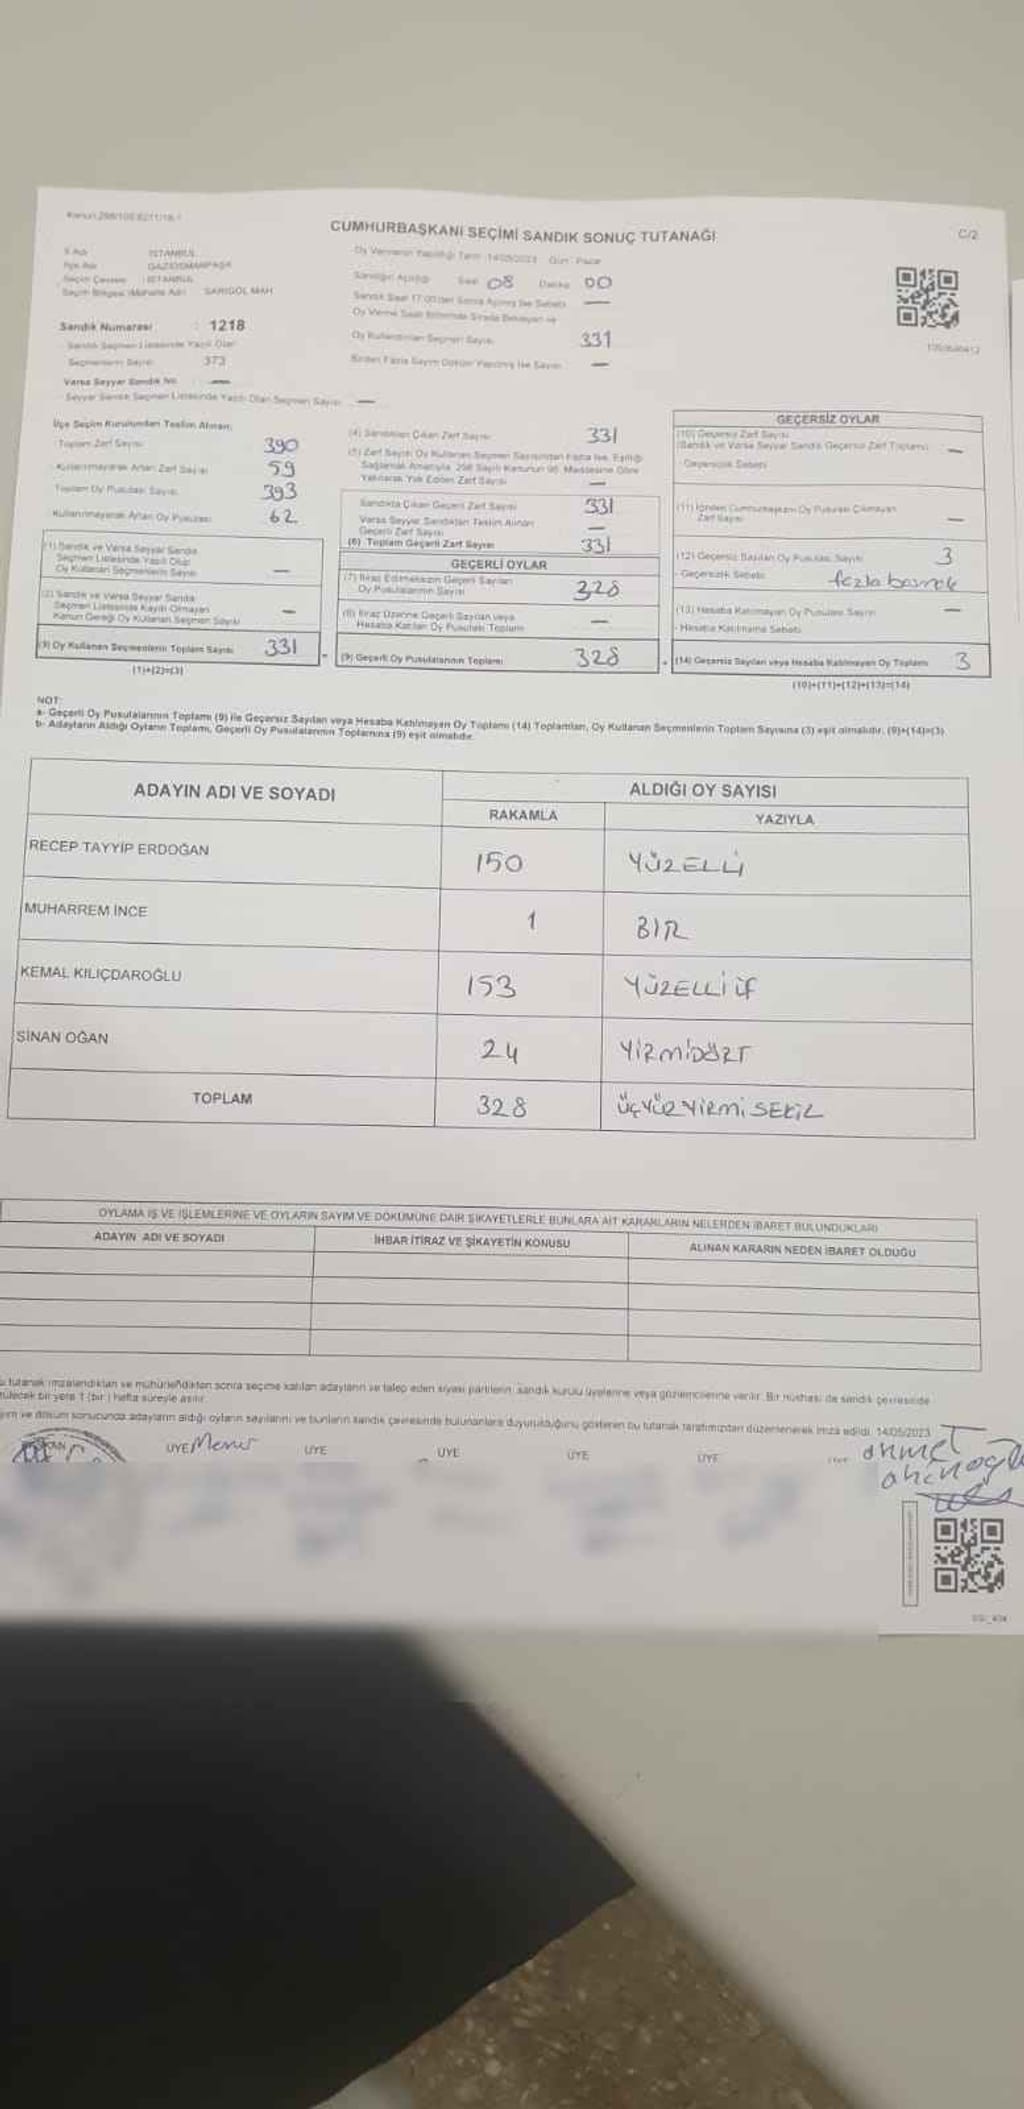 CUMHURBAŞKANI SEÇİMİ SANDIK SONUÇ TUTANAĞI
C/2
İli Adı İSTANBUL
İlçe Adı GAZİOSMANPAŞA
Seçim Çevresi İSTANBUL
Seçim Bölgesi (Mahalle Adı) SARIGÖL MAH
Sandık Numarası : 1218
Sandık Seçmen Listesinde Yazılı Olan
Seçmenlerin Sayısı 373
Varsa Seyyar Sandık No —
Seyyar Sandık Seçmen Listesinde Yazılı Olan Seçmen Sayısı —
Oy Vermenin Yapıldığı Tarih :14/05/2023 Gün : Pazar
Sandığın Açıldığı Saat 08 Dakika 00
Sandık Saat 17:00'den Sonra Açılmış İse Sebebi —
Oy Verme Saati Bitiminde Sırada Bekleyen ve
Oy Kullandırılan Seçmen Sayısı 331
Birden Fazla Sayım Döküm Yapılmış İse Sayısı —
İlçe Seçim Kurulundan Teslim Alınan;
Toplam Zarf Sayısı 390
Kullanılmayarak Artan Zarf Sayısı 59
Toplam Oy Pusulası Sayısı 393
Kullanılmayarak Artan Oy Pusulası 62
(1) Sandık ve Varsa Seyyar Sandık
Seçmen Listesinde Yazılı Olup
Oy Kullanan Seçmenlerin Sayısı —
(2) Sandık ve Varsa Seyyar Sandık
Seçmen Listesinde Kayıtlı Olmayan
Kanun Gereği Oy Kullanan Seçmen Sayısı —
(3) Oy Kullanan Seçmenlerin Toplam Sayısı 331
(1)+(2)=(3)
(4) Sandıktan Çıkan Zarf Sayısı 331
(5) Zarf Sayısı Oy Kullanan Seçmen Sayısından Fazla İse, Eşitliği
Sağlamak Amacıyla, 298 Sayılı Kanunun 98. Maddesine Göre
Yakılarak Yok Edilen Zarf Sayısı —
Sandıkta Çıkan Geçerli Zarf Sayısı 331
Varsa Seyyar Sandıktan Teslim Alınan
Geçerli Zarf Sayısı —
(6) Toplam Geçerli Zarf Sayısı 331
GEÇERLİ OYLAR
(7) İtiraz Edilmeksizin Geçerli Sayılan
Oy Pusulalarının Sayısı 328
(8) İtiraz Üzerine Geçerli Sayılan veya
Hesaba Katılan Oy Pusulası Toplamı —
(9) Geçerli Oy Pusulalarının Toplamı 328
GEÇERSİZ OYLAR
(10) Geçersiz Zarf Sayısı
(Sandık ve Varsa Seyyar Sandık Geçersiz Zarf Toplamı) —
- Geçersizlik Sebebi
(11) İçinden Cumhurbaşkanı Oy Pusulası Çıkmayan
Zarf Sayısı —
(12) Geçersiz Sayılan Oy Pusulası Sayısı 3
- Geçersizlik Sebebi fazla basmak
(13) Hesaba Katılmayan Oy Pusulası Sayısı —
- Hesaba Katılmama Sebebi
(14) Geçersiz Sayılan veya Hesaba Katılmayan Oy Toplamı 3
(10)+(11)+(12)+(13)=(14)
NOT:
a- Geçerli Oy Pusulalarının Toplamı (9) ile Geçersiz Sayılan veya Hesaba Katılmayan Oy Toplamı (14) Toplamları, Oy Kullanan Seçmenlerin Toplam Sayısına (3) eşit olmalıdır. (9)+(14)=(3)
b- Adayların Aldığı Oyların Toplamı, Geçerli Oy Pusulalarının Toplamına (9) eşit olmalıdır.
ADAYIN ADI VE SOYADI ALDIĞI OY SAYISI
RAKAMLA YAZIYLA
RECEP TAYYİP ERDOĞAN 150 YÜZELLİ
MUHARREM İNCE 1 BIR
KEMAL KILIÇDAROĞLU 153 YÜZELLİ
SİNAN OĞAN 24 YİRMİDÖRT
TOPLAM 328 ÜÇYÜZYİRMİSEKİZ
OYLAMA İŞ VE İŞLEMLERİNE VE OYLARIN SAYIM VE DÖKÜMÜNE DAİR ŞİKAYETLERLE BUNLARA AİT KARARLARIN NELERDEN İBARET BULUNDUKLARI
ADAYIN ADI VE SOYADI İHBAR İTİRAZ VE ŞİKAYETİN KONUSU ALINAN KARARIN NEDEN İBARET OLDUĞU
tutanak imzalandıktan ve mühürlendikten sonra seçime katılan adayların ve talep eden siyasi partilerin, sandık kurulu üyelerine veya gözlemcilerine verilir. Bir nüshası da sandık çevresinde
bir yere 1 (bir) hafta süreyle asılır.
ve döküm sonucunda adayların aldığı oyların sayılarını ve bunların sandık çevresinde bulunanlara duyurulduğunu gösteren bu tutanak tarafımızdan düzenlenerek imza edildi. 14/05/2023
ÜYE ÜYE ÜYE ÜYE ÜYE
Ahmet